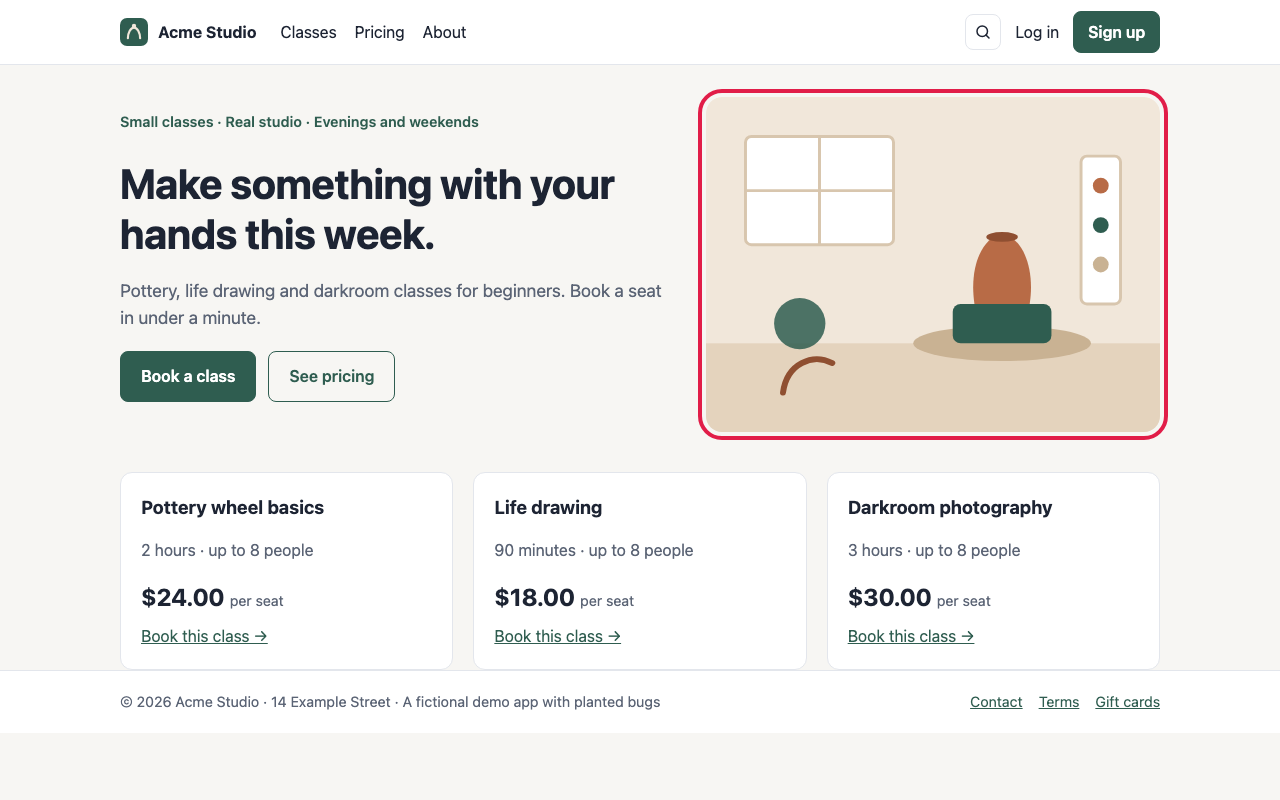 Acme Studio
Classes
Pricing
About
Log in
Sign up
Small classes · Real studio · Evenings and weekends
Make something with your
hands this week.
Pottery, life drawing and darkroom classes for beginners. Book a seat
in under a minute.
Book a class
See pricing
Pottery wheel basics
2 hours · up to 8 people
$24.00 per seat
Book this class →
Life drawing
90 minutes · up to 8 people
$18.00 per seat
Book this class →
Darkroom photography
3 hours · up to 8 people
$30.00 per seat
Book this class →
© 2026 Acme Studio · 14 Example Street · A fictional demo app with planted bugs
Contact
Terms
Gift cards